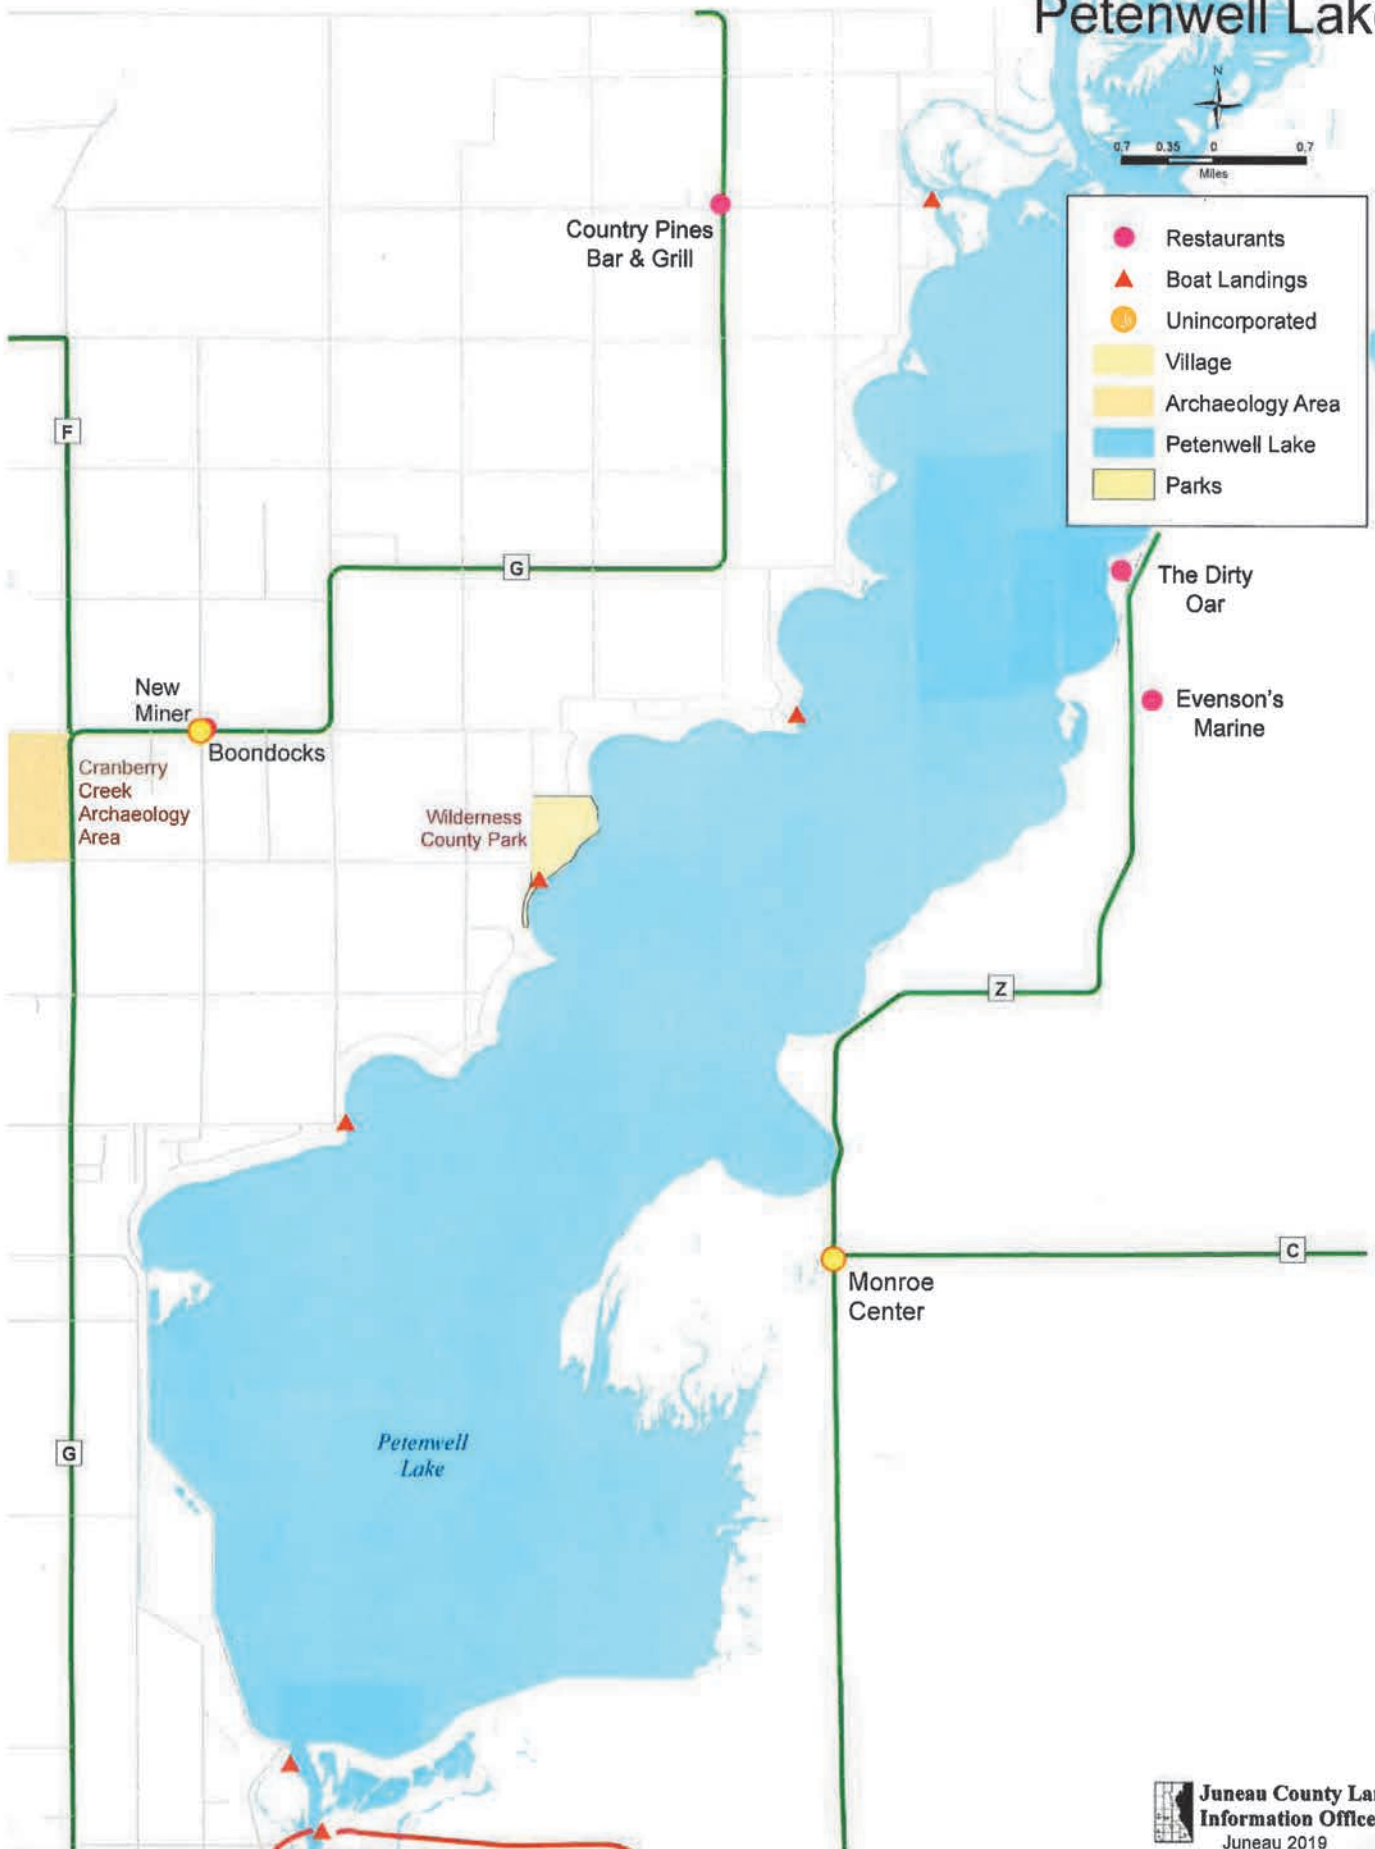 Petenwell Lake
N
0.7 0.35 0 0.7
Miles
Restaurants
Boat Landings
Unincorporated
Village
Archaeology Area
Petenwell Lake
Parks
Country Pines
Bar & Grill
F
G
The Dirty
Oar
Evenson's
Marine
New
Miner
Boondocks
Cranberry
Creek
Archaeology
Area
Wilderness
County Park
Z
C
Monroe
Center
Petenwell
Lake
G
Juneau County Lan
Information Office
Juneau 2019